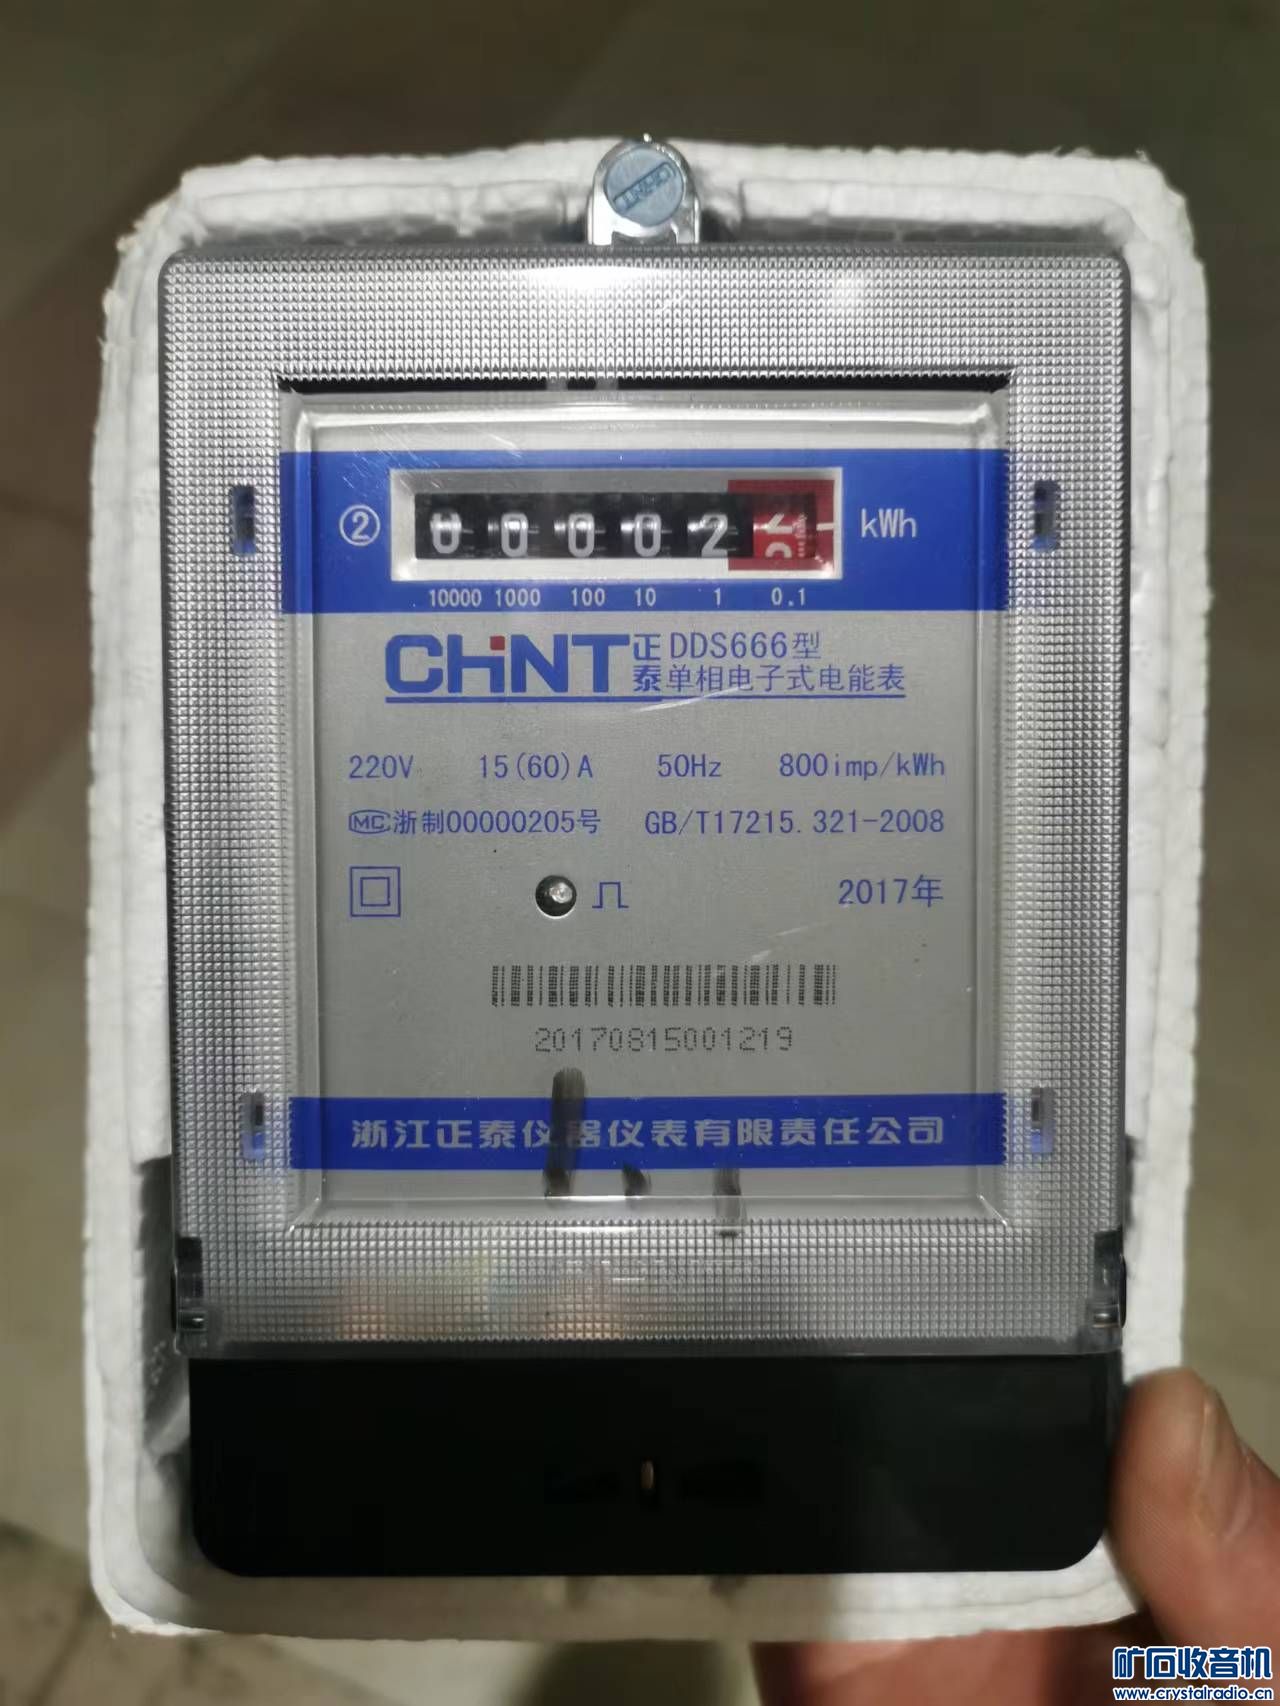 CHNT
② 00002 kWh
10000 1000 100 10 1 0.1
CHNT 正泰 DDS666型
单相电子式电能表
220V 15(60)A 50Hz 800imp/kWh
MC 浙制00000205号 GB/T17215.321-2008
2017年
20170815001219
浙江正泰仪器仪表有限责任公司
矿石收音机
www.crystalradio.cn